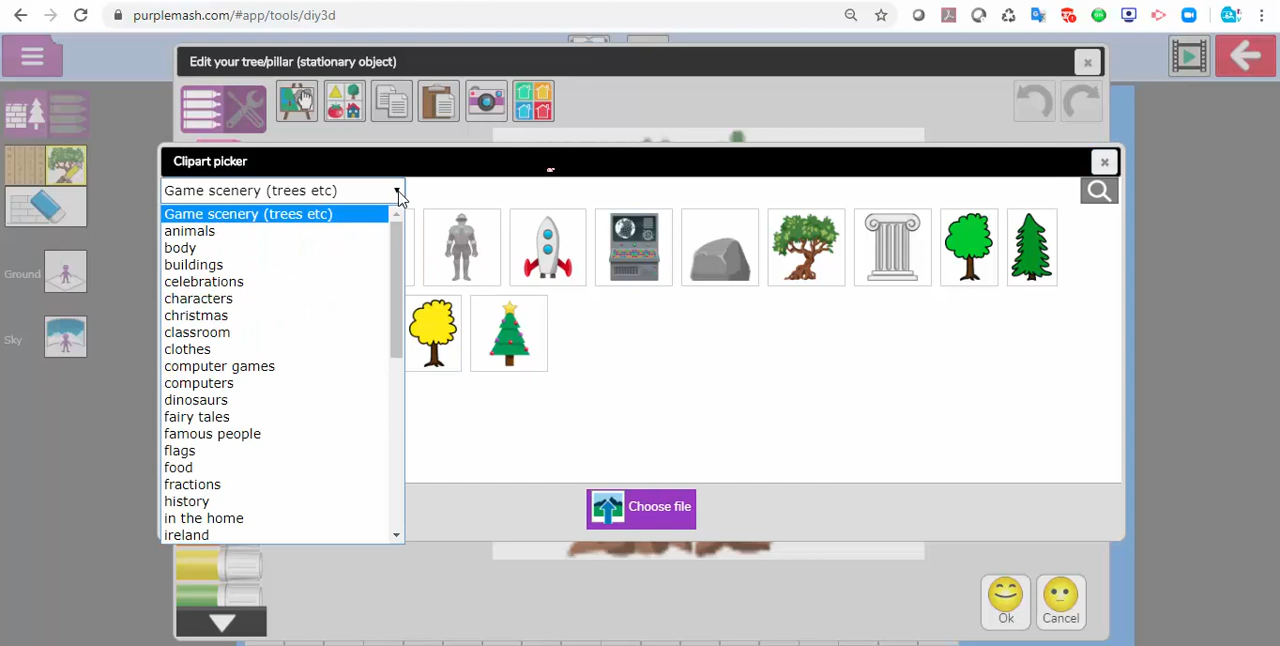 purplemash.com/#app/tools/diy3d
Edit your tree/pillar (stationary object)
Clipart picker
Game scenery (trees etc)
Game scenery (trees etc)
animals
body
buildings
celebrations
characters
christmas
classroom
clothes
computer games
computers
dinosaurs
fairy tales
famous people
flags
food
fractions
history
in the home
ireland
Ground
Sky
Choose file
Ok
Cancel